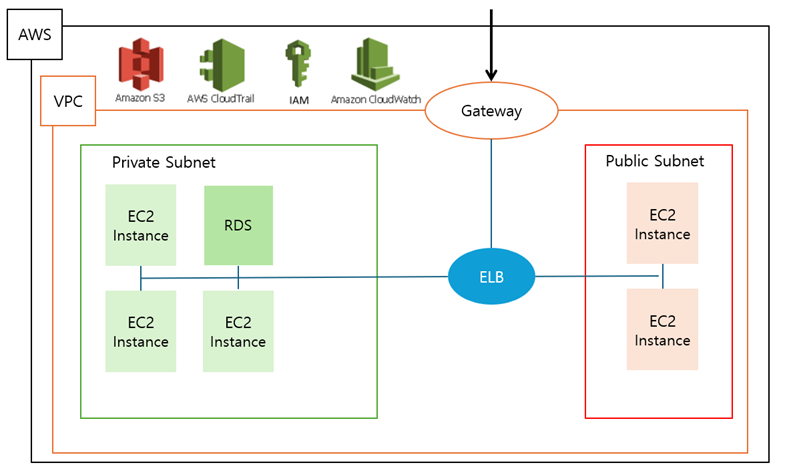 AWS
Amazon S3
AWS CloudTrail
IAM
Amazon CloudWatch
VPC
Gateway
Private Subnet
Public Subnet
EC2
Instance
RDS
EC2
Instance
ELB
EC2
Instance
EC2
Instance
EC2
Instance